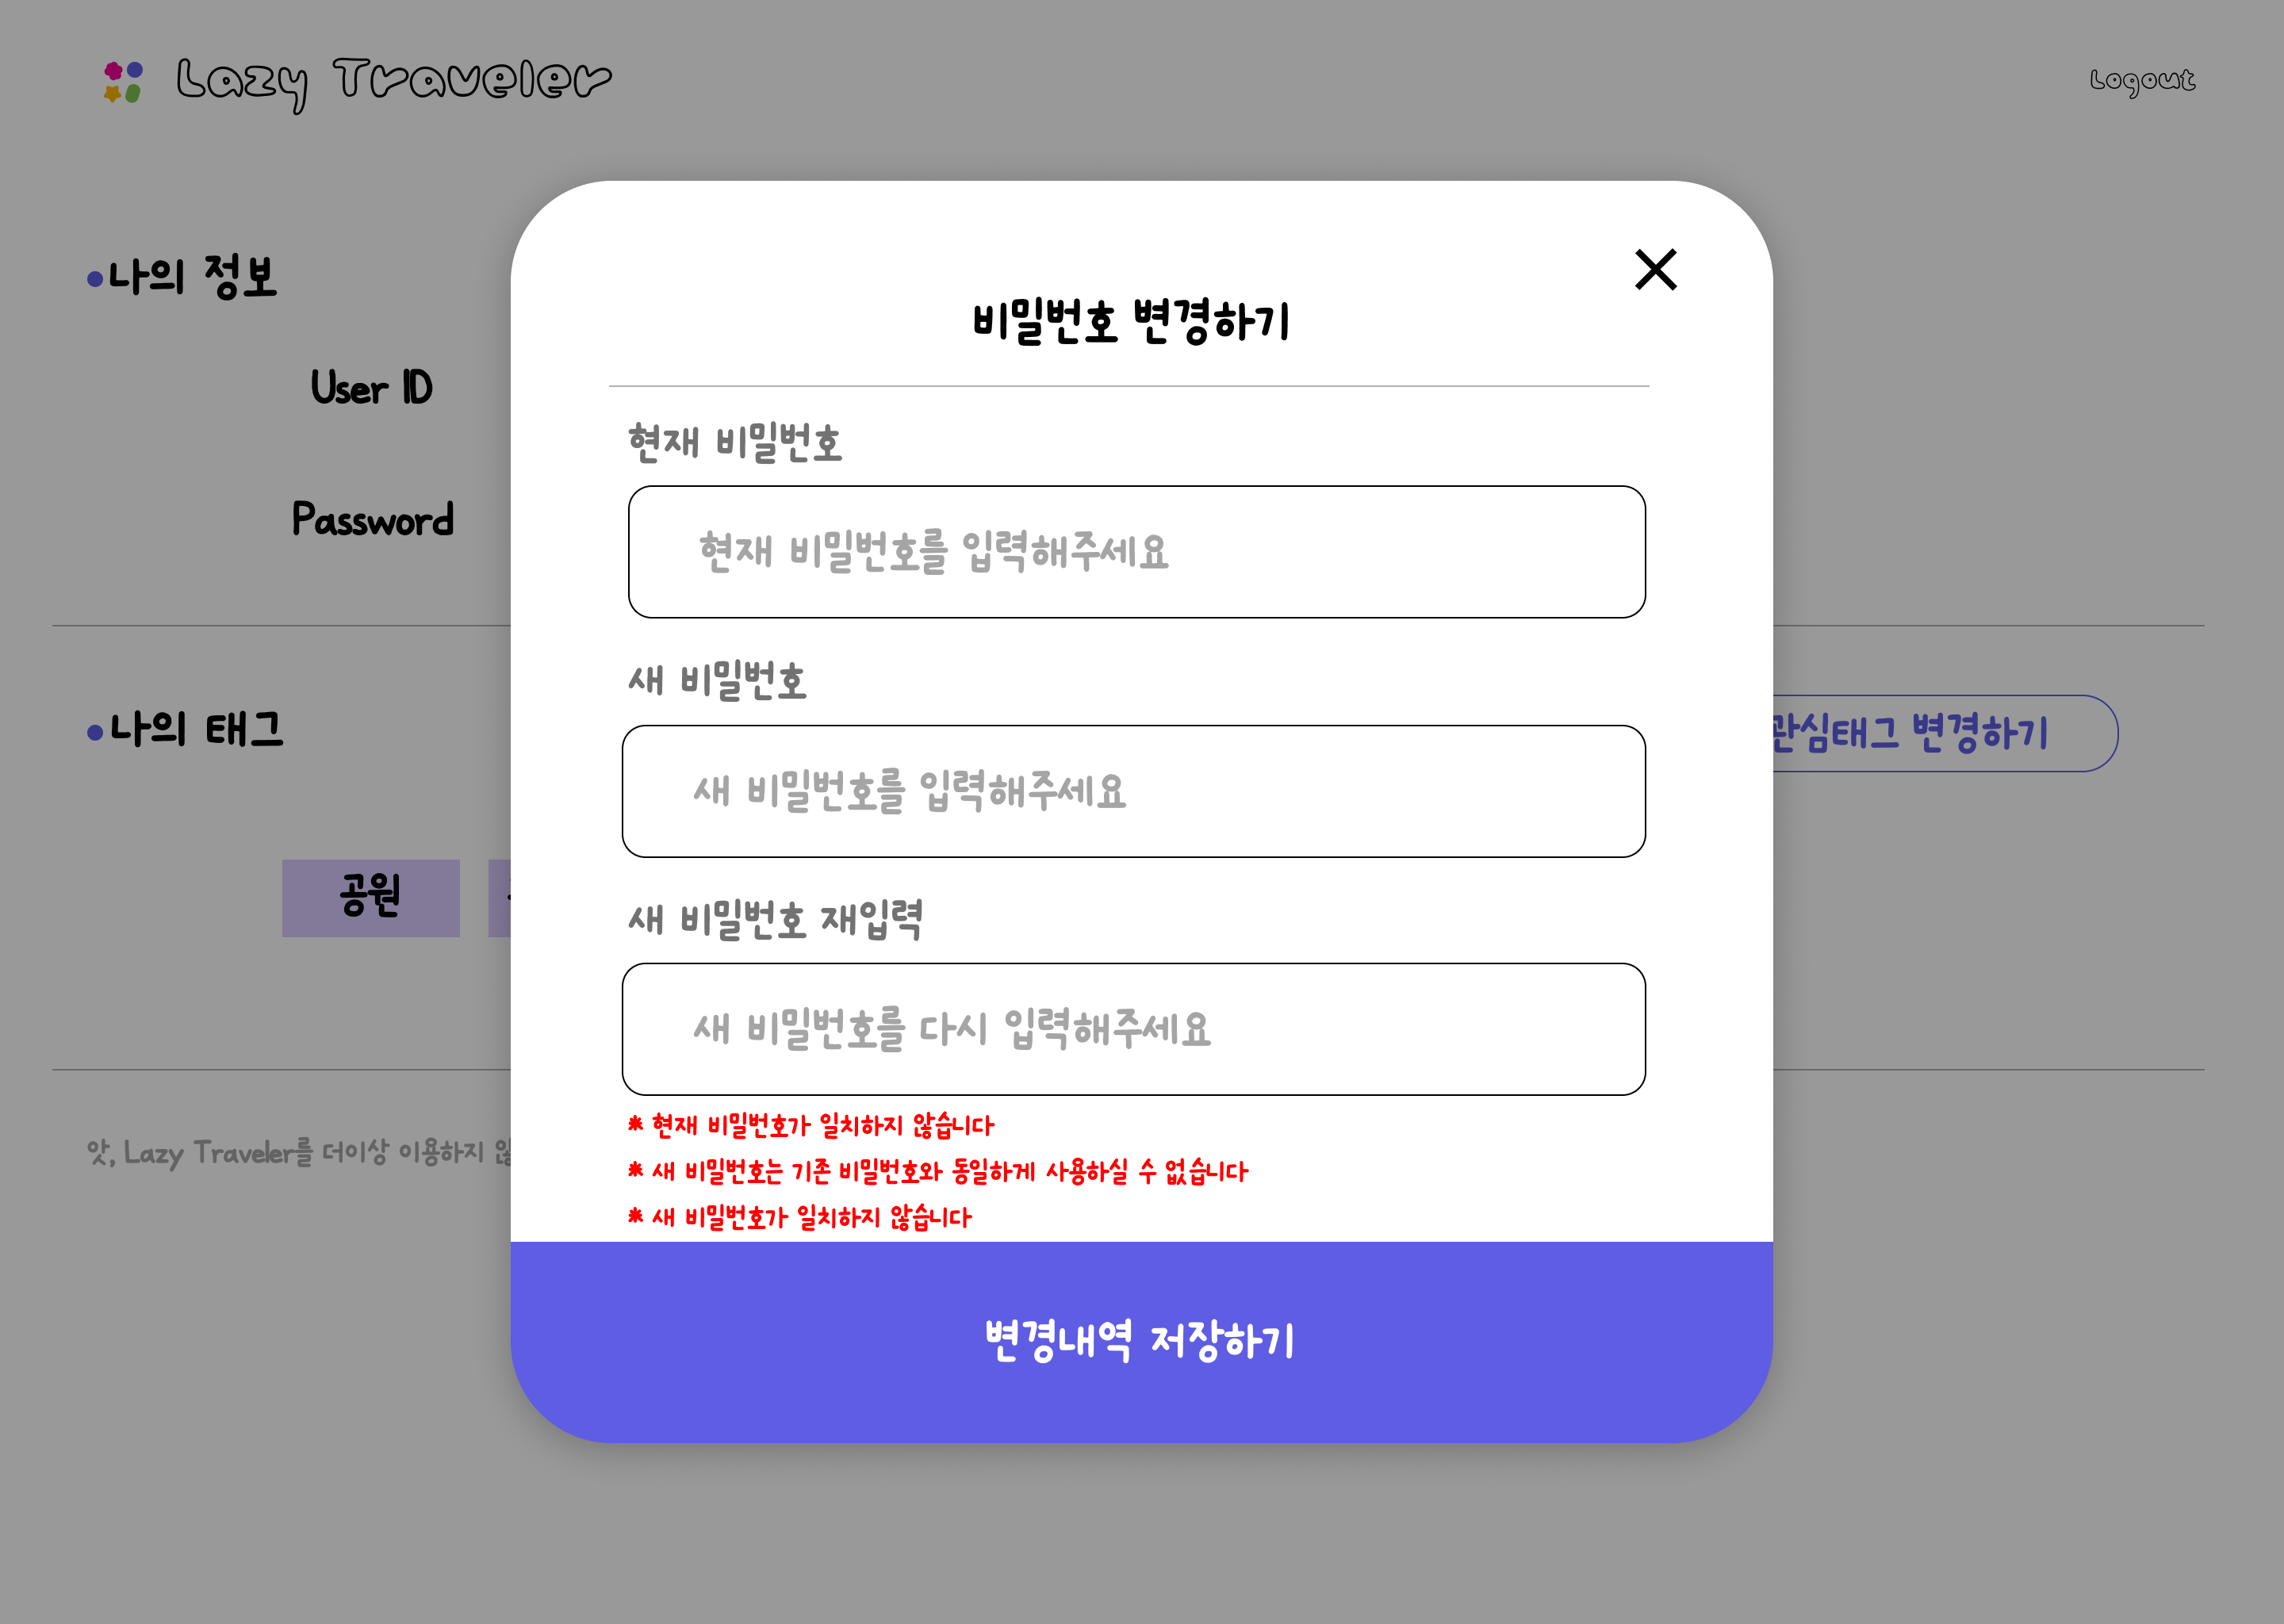 Lazy Traveler
Logout
나의 정보
User ID
Password
나의 태그
심태그 변경하기
공원
앗, Lazy Traveler를 더이상 이용하지
비밀번호 변경하기
현재 비밀번호
현재 비밀번호를 입력해주세요
새 비밀번호
새 비밀번호를 입력해주세요
새 비밀번호 재입력
새 비밀번호를 다시 입력해주세요
* 현재 비밀번호가 일치하지 않습니다
* 새 비밀번호는 기존 비밀번호와 동일하게 사용하실 수 없습니다
* 새 비밀번호가 일치하지 않습니다
변경내역 저장하기